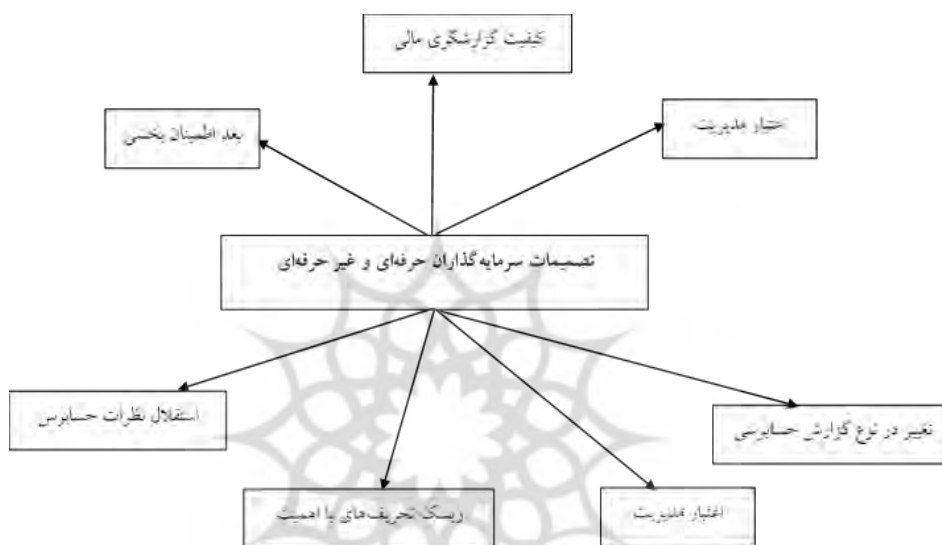 کیفیت گزارشگری مالی
اعتبار مدیریت
بعد اطمینان بخشی
تصمیمات سرمایه‌گذاران حرفه‌ای و غیر حرفه‌ای
استقلال نظرات حسابرس
تغییر در نوع گزارش حسابرسی
ریسک تحریف‌های با اهمیت
اعتبار مدیریت